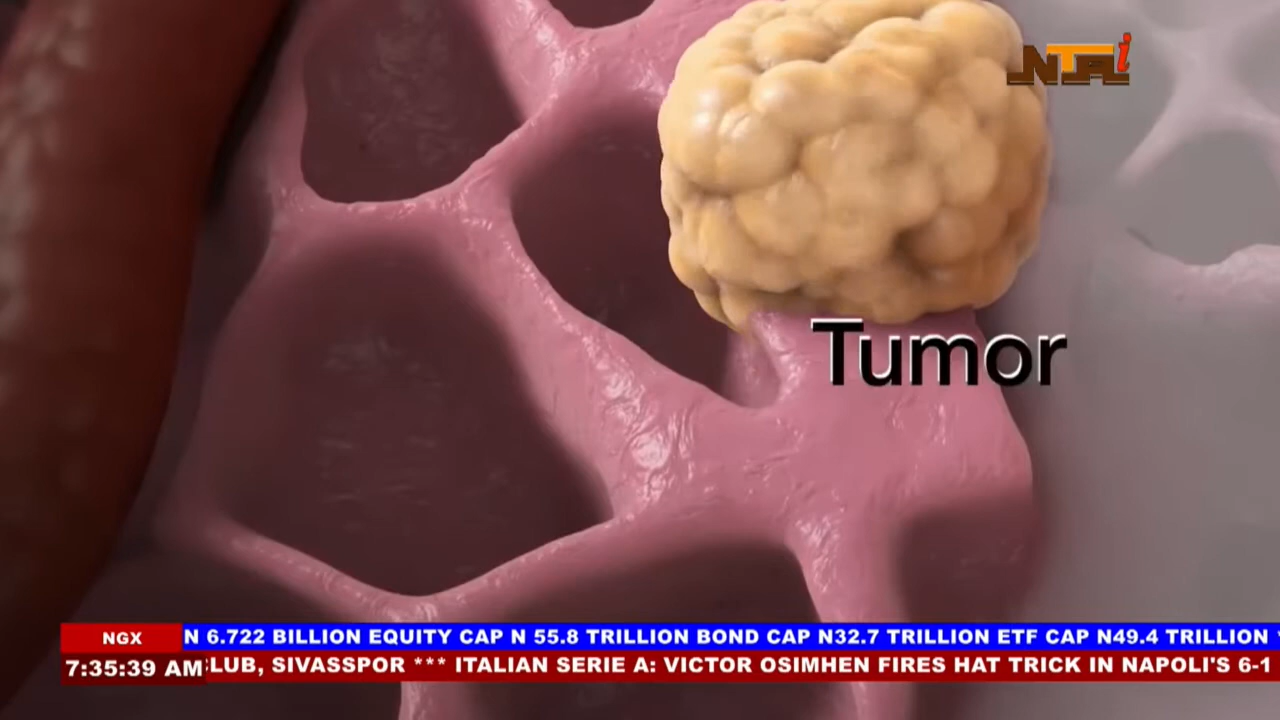 NTAi
Tumor
NGX
N 6.722 BILLION EQUITY CAP N 55.8 TRILLION BOND CAP N32.7 TRILLION ETF CAP N49.4 TRILLION
7:35:39 AM
LUB, SIVASSPOR *** ITALIAN SERIE A: VICTOR OSIMHEN FIRES HAT TRICK IN NAPOLI'S 6-1